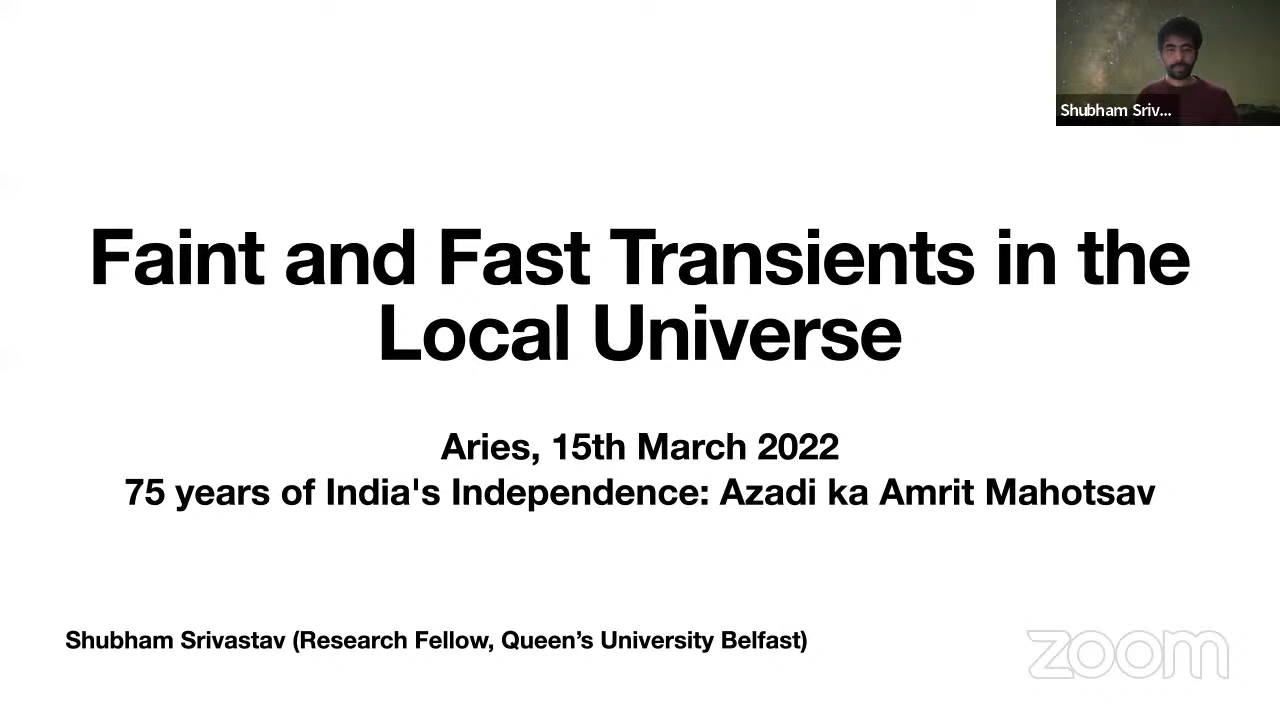 Shubham Sriv...
Faint and Fast Transients in the
Local Universe
Aries, 15th March 2022
75 years of India's Independence: Azadi ka Amrit Mahotsav
Shubham Srivastav (Research Fellow, Queen’s University Belfast)
zoom